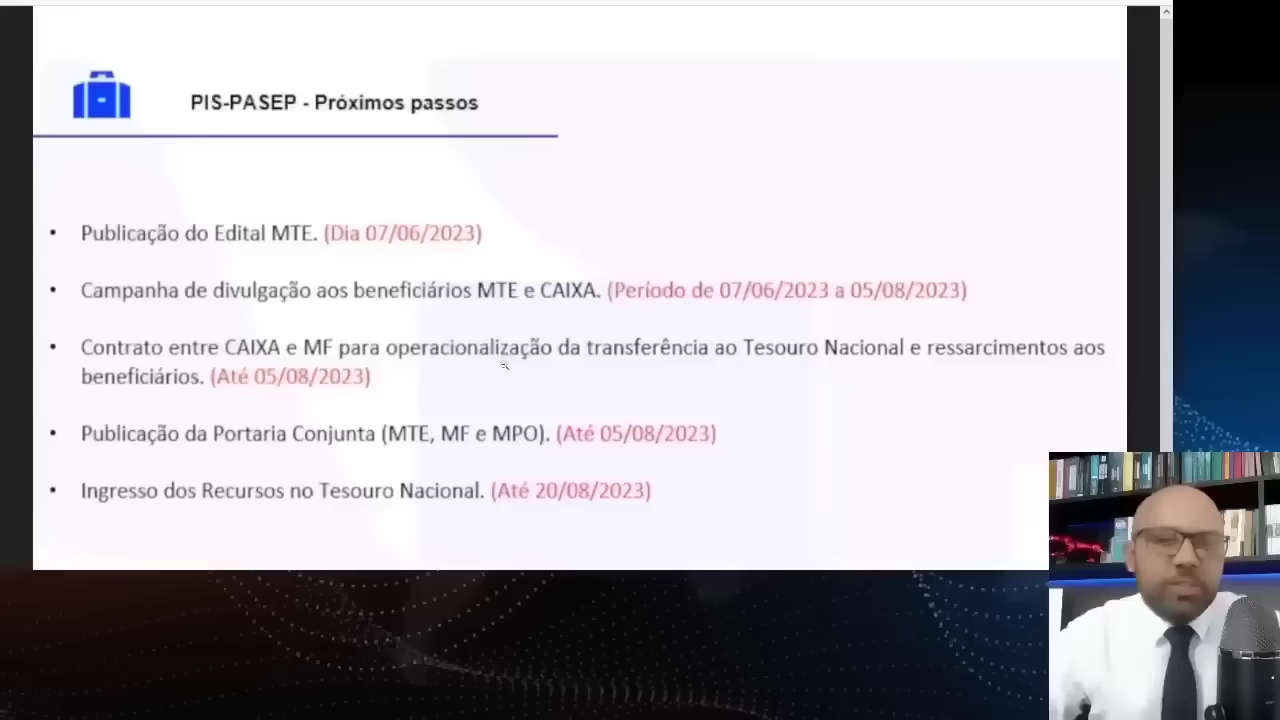 PIS-PASEP - Próximos passos
• Publicação do Edital MTE. (Dia 07/06/2023)
• Campanha de divulgação aos beneficiários MTE e CAIXA. (Período de 07/06/2023 a 05/08/2023)
• Contrato entre CAIXA e MF para operacionalização da transferência ao Tesouro Nacional e ressarcimentos aos
beneficiários. (Até 05/08/2023)
• Publicação da Portaria Conjunta (MTE, MF e MPO). (Até 05/08/2023)
• Ingresso dos Recursos no Tesouro Nacional. (Até 20/08/2023)